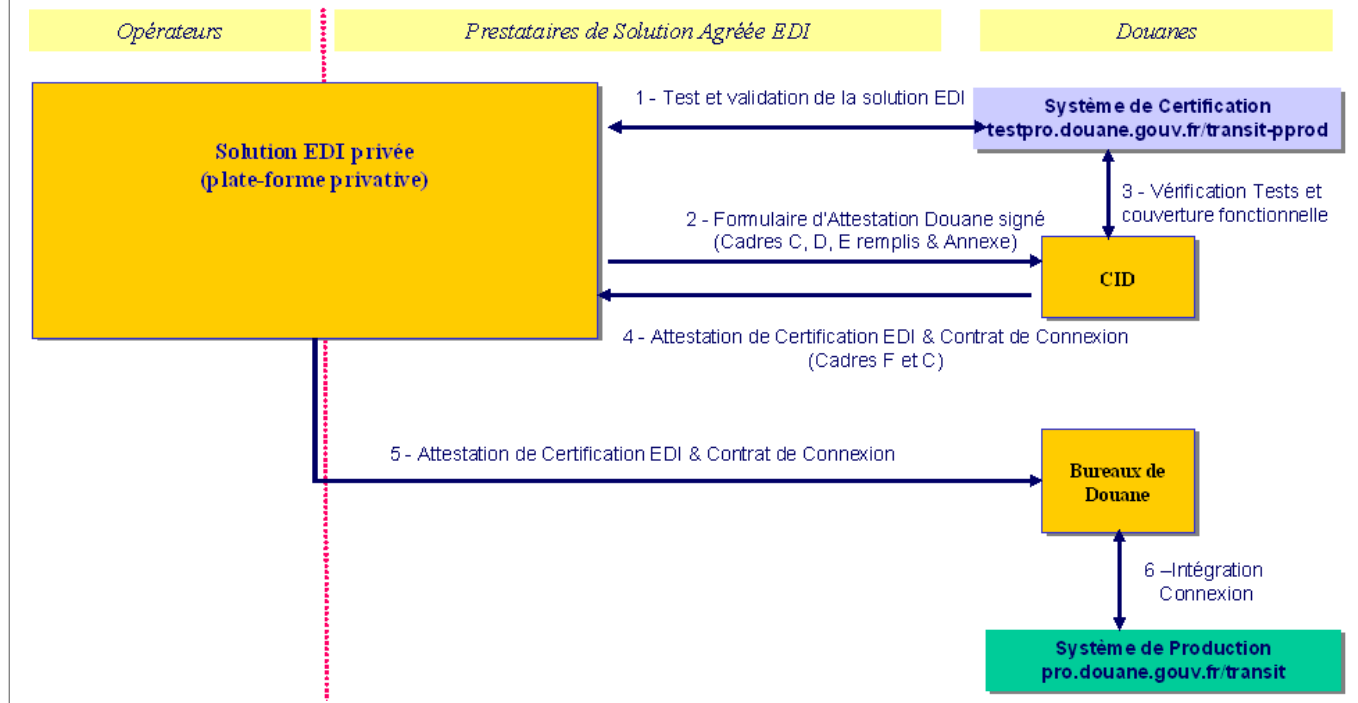 Opérateurs
Prestataires de Solution Agréée EDI
Douanes
1 - Test et validation de la solution EDI
Système de Certification
testpro.douane.gouv.fr/transit-pprod
Solution EDI privée
(plate-forme privative)
3 - Vérification Tests et
couverture fonctionnelle
2 - Formulaire d'Attestation Douane signé
(Cadres C, D, E remplis & Annexe)
CID
4 - Attestation de Certification EDI & Contrat de Connexion
(Cadres F et C)
5 - Attestation de Certification EDI & Contrat de Connexion
Bureaux de
Douane
6 –Intégration
Connexion
Système de Production
pro.douane.gouv.fr/transit